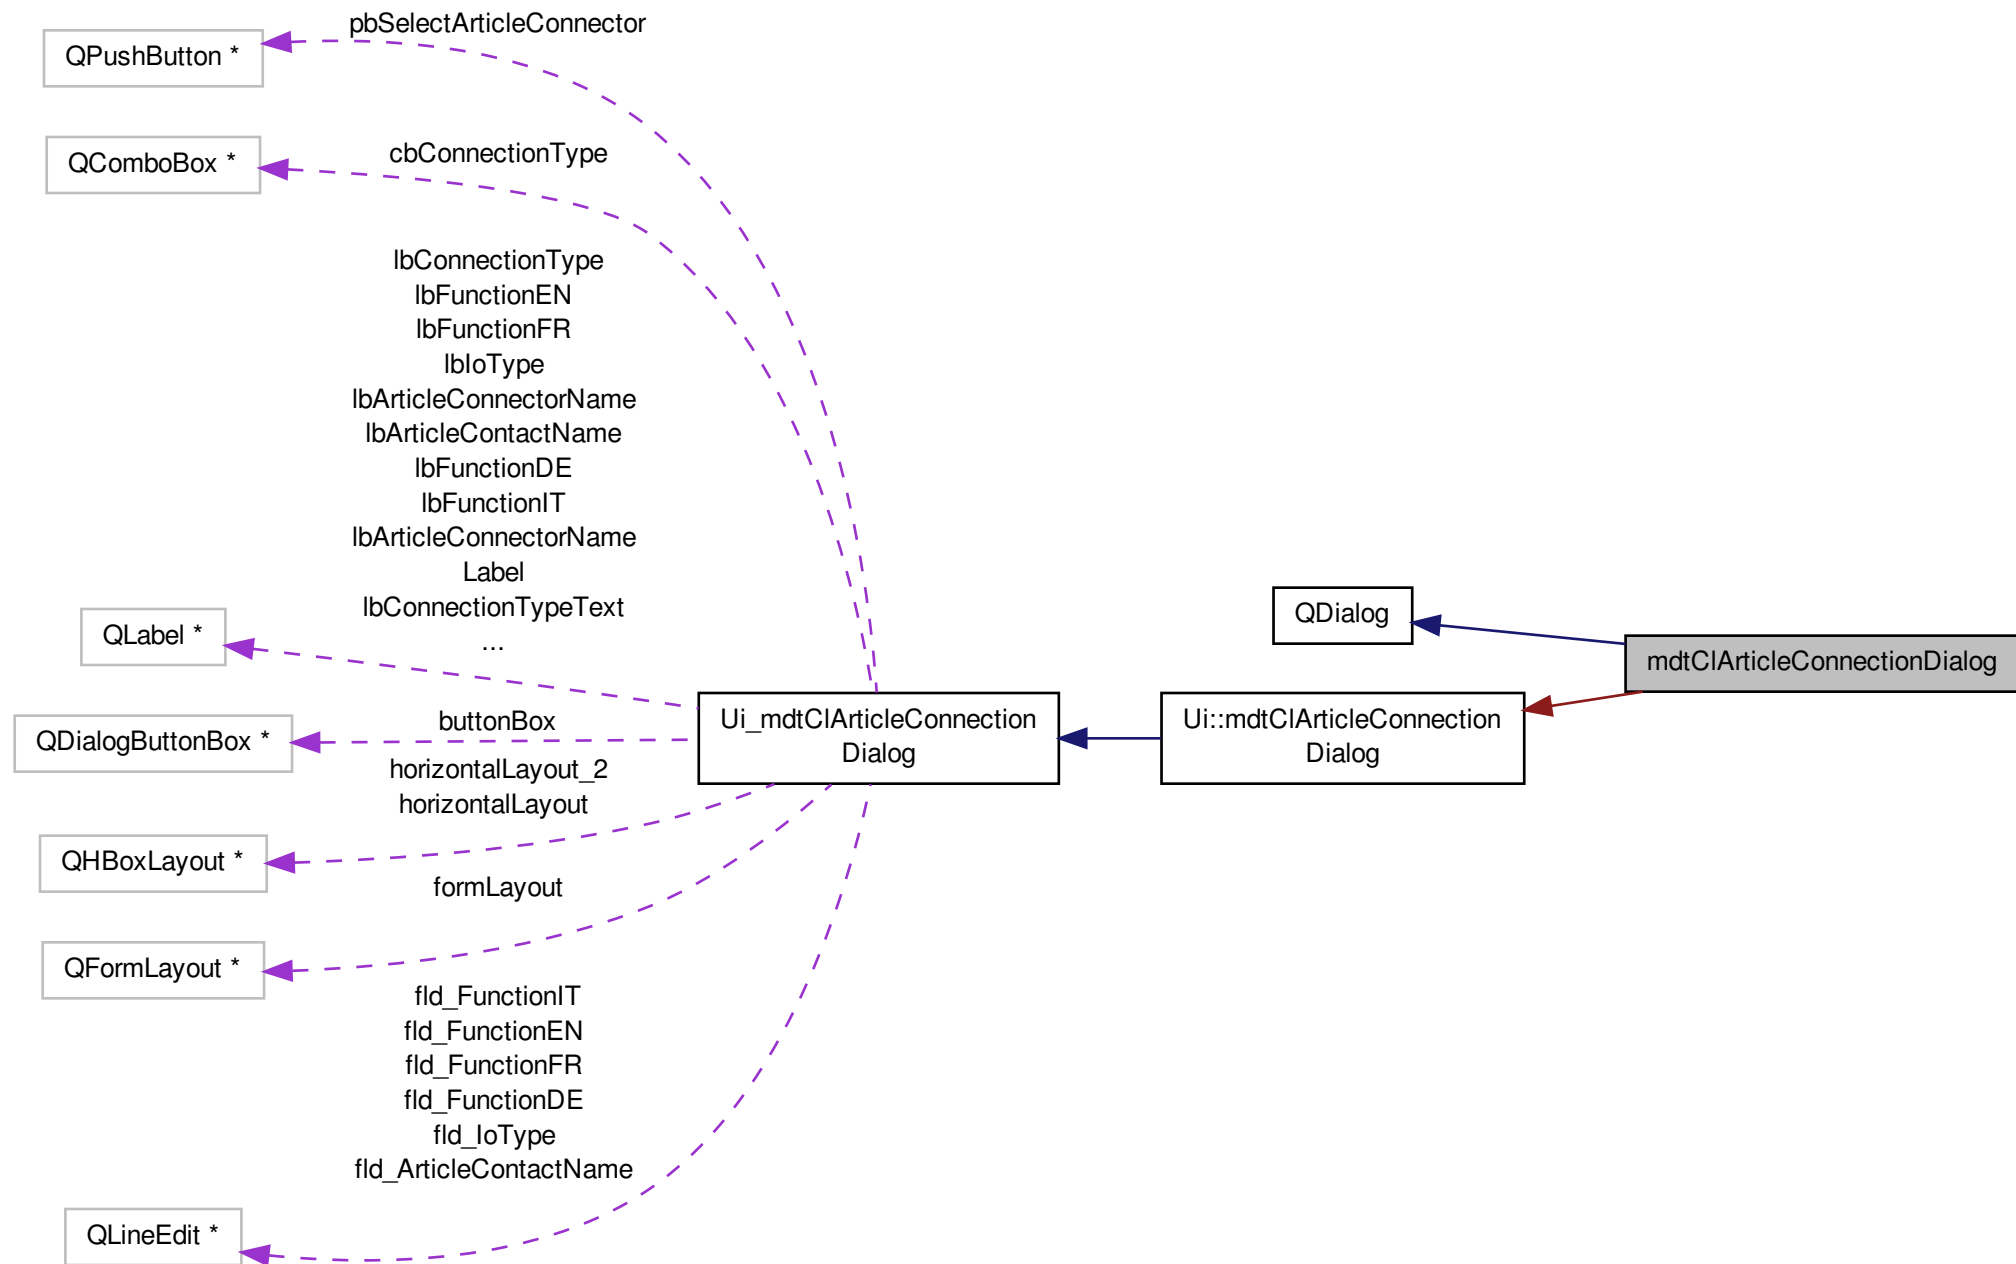 pbSelectArticleConnector
QPushButton *
cbConnectionType
QComboBox *
lbConnectionType
lbFunctionEN
lbFunctionFR
lbIoType
lbArticleConnectorName
lbArticleContactName
lbFunctionDE
lbFunctionIT
lbArticleConnectorName
Label
lbConnectionTypeText
...
QLabel *
QDialog
mdtClArticleConnectionDialog
buttonBox
QDialogButtonBox *
Ui_mdtClArticleConnection
Dialog
Ui::mdtClArticleConnection
Dialog
horizontalLayout_2
horizontalLayout
QHBoxLayout *
formLayout
QFormLayout *
fld_FunctionIT
fld_FunctionEN
fld_FunctionFR
fld_FunctionDE
fld_IoType
fld_ArticleContactName
QLineEdit *